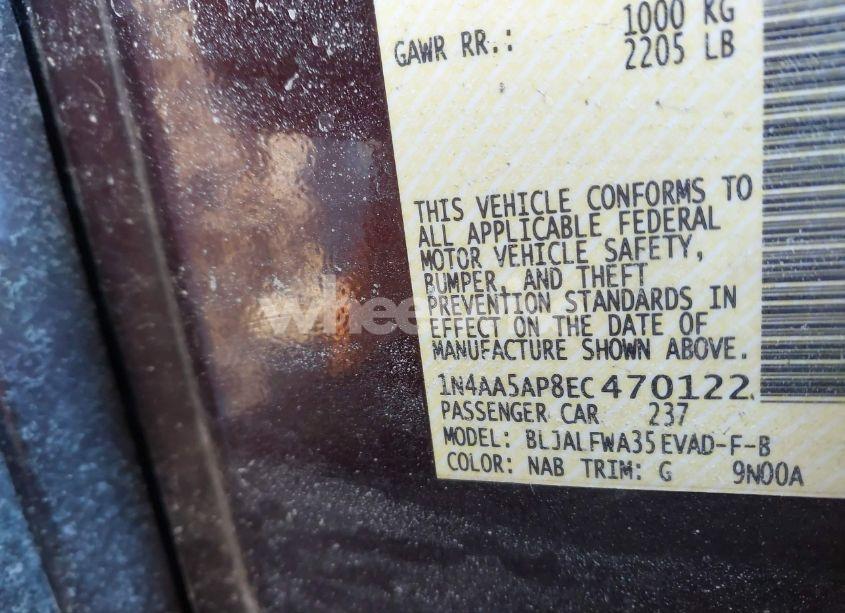 1000 KG
GAWR RR.: 2205 LB
THIS VEHICLE CONFORMS TO
ALL APPLICABLE FEDERAL
MOTOR VEHICLE SAFETY,
BUMPER, AND THEFT
PREVENTION STANDARDS IN
EFFECT ON THE DATE OF
MANUFACTURE SHOWN ABOVE.
1N4AA5AP8EC470122
PASSENGER CAR 237
MODEL: BLJALFWA35EVAD-F-B
COLOR: NAB TRIM: G 9N00A